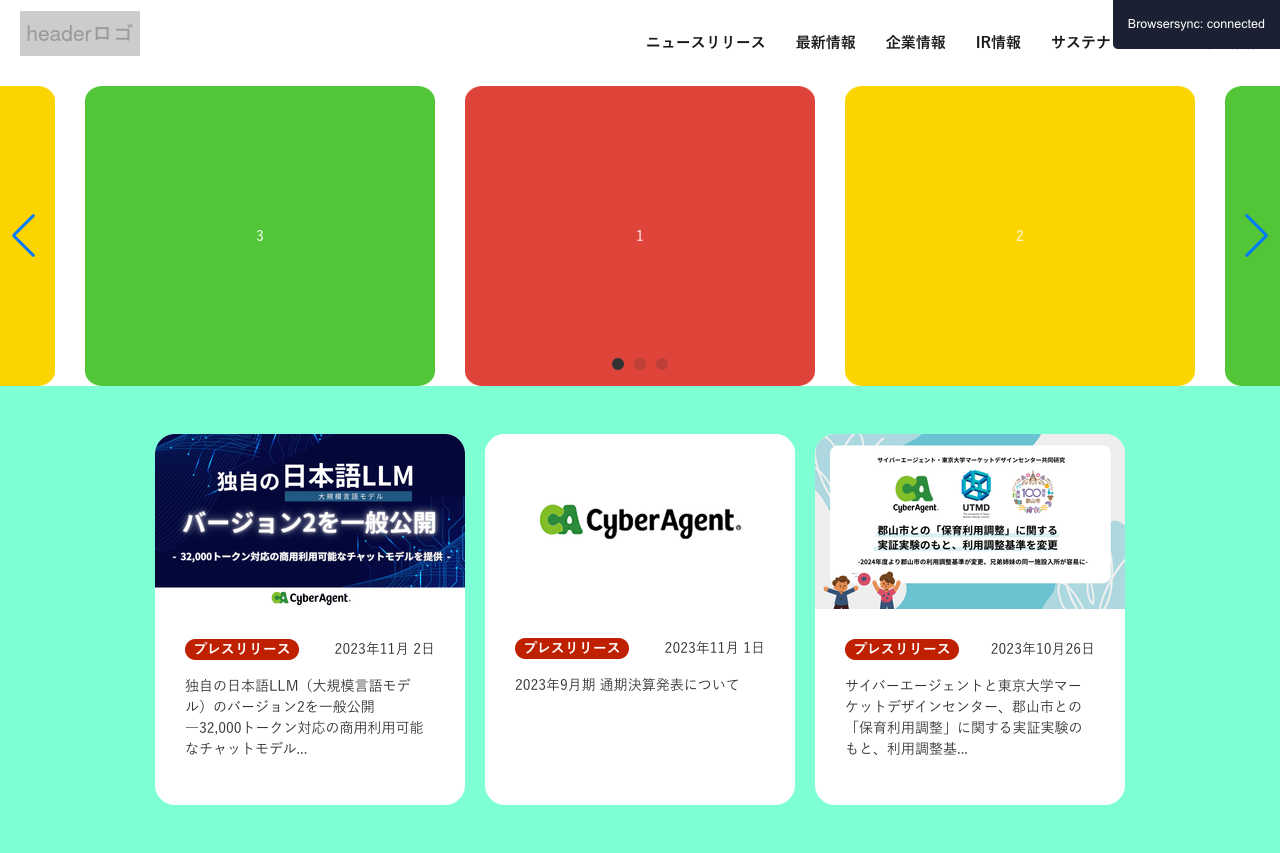 headerロゴ
ニュースリリース 最新情報 企業情報 IR情報 サステナ
Browsersync: connected
3
1
2
独自の日本語LLM
大規模言語モデル
バージョン2を一般公開
- 32,000トークン対応の商用利用可能なチャットモデルを提供 -
CyberAgent.
プレスリリース 2023年11月 2日
独自の日本語LLM（大規模言語モデ
ル）のバージョン2を一般公開
―32,000トークン対応の商用利用可能
なチャットモデル...
CyberAgent.
プレスリリース 2023年11月 1日
2023年9月期 通期決算発表について
サイバーエージェント・東京大学マーケットデザインセンター共同研究
CyberAgent.
UTMD
100
郡山市
郡山市との「保育利用調整」に関する
実証実験のもと、利用調整基準を変更
-2024年度より郡山市の利用調整基準が変更、兄弟姉妹の同一施設入所が容易に-
プレスリリース 2023年10月26日
サイバーエージェントと東京大学マー
ケットデザインセンター、郡山市との
「保育利用調整」に関する実証実験の
もと、利用調整基...